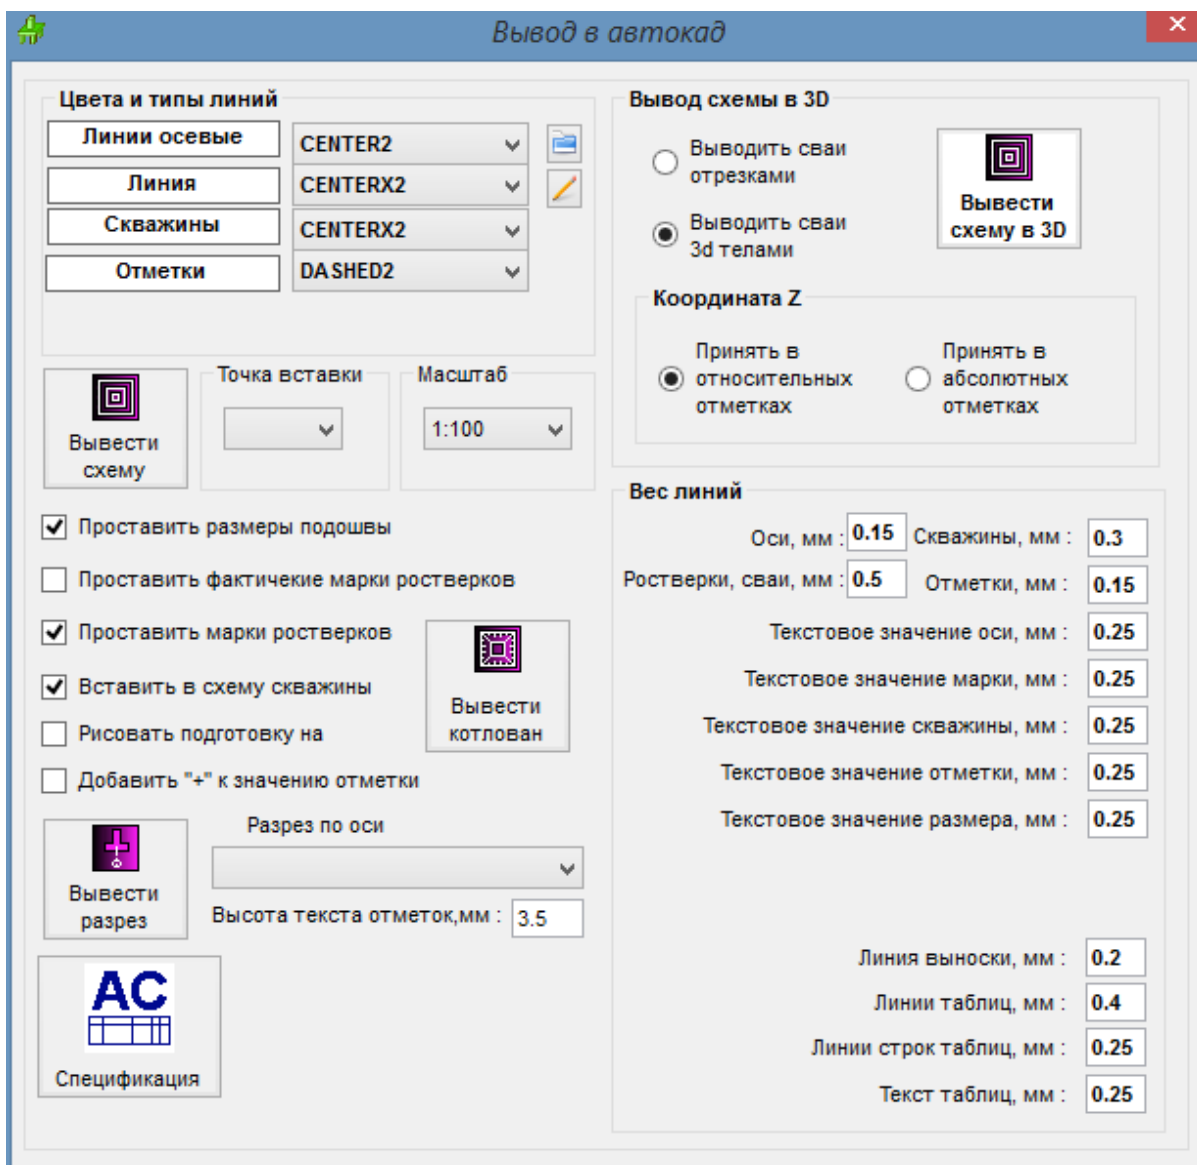 Вывод в автокад
Цвета и типы линий
Линии осевые
CENTER2
Линия
CENTERX2
Скважины
CENTERX2
Отметки
DASHED2
Вывести
схему
Точка вставки
Масштаб
1:100
Проставить размеры подошвы
Проставить фактичекие марки ростверков
Проставить марки ростверков
Вставить в схему скважины
Рисовать подготовку на
Добавить "+" к значению отметки
Вывести
котлован
Вывести
разрез
Разрез по оси
Высота текста отметок,мм :
3.5
АС
Спецификация
Вывод схемы в 3D
Выводить сваи
отрезками
Выводить сваи
3d телами
Вывести
схему в 3D
Координата Z
Принять в
относительных
отметках
Принять в
абсолютных
отметках
Вес линий
Оси, мм : 0.15
Скважины, мм : 0.3
Ростверки, сваи, мм : 0.5
Отметки, мм : 0.15
Текстовое значение оси, мм : 0.25
Текстовое значение марки, мм : 0.25
Текстовое значение скважины, мм : 0.25
Текстовое значение отметки, мм : 0.25
Текстовое значение размера, мм : 0.25
Линия выноски, мм : 0.2
Линии таблиц, мм : 0.4
Линии строк таблиц, мм : 0.25
Текст таблиц, мм : 0.25